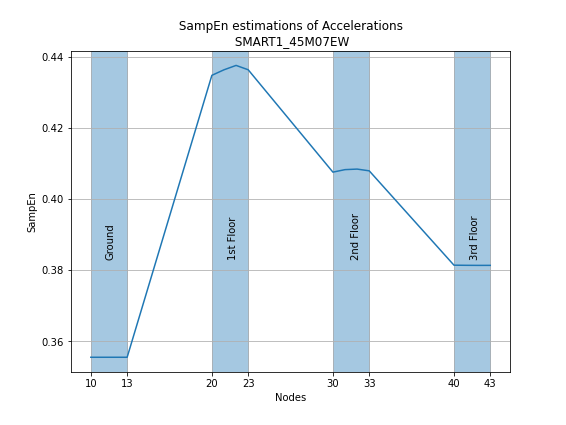 SampEn estimations of Accelerations
SMART1_45M07EW
0.44
0.42
0.40
0.38
0.36
SampEn
Ground
1st Floor
2nd Floor
3rd Floor
10 13 20 23 30 33 40 43
Nodes